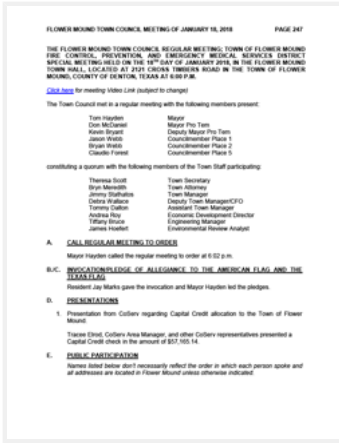 FLOWER MOUND TOWN COUNCIL MEETING OF JANUARY 18, 2018 PAGE 247
THE FLOWER MOUND TOWN COUNCIL REGULAR MEETING; TOWN OF FLOWER MOUND
FIRE CONTROL, PREVENTION, AND EMERGENCY MEDICAL SERVICES DISTRICT
SPECIAL MEETING HELD ON THE 18TH DAY OF JANUARY 2018, IN THE FLOWER MOUND
TOWN HALL, LOCATED AT 2121 CROSS TIMBERS ROAD IN THE TOWN OF FLOWER
MOUND, COUNTY OF DENTON, TEXAS AT 6:00 P.M.
Click here for meeting Video Link (subject to change)
The Town Council met in a regular meeting with the following members present:
Tom Hayden Mayor
Don McDaniel Mayor Pro Tem
Kevin Bryant Deputy Mayor Pro Tem
Jason Webb Councilmember Place 1
Bryan Webb Councilmember Place 2
Claudio Forest Councilmember Place 5
constituting a quorum with the following members of the Town Staff participating:
Theresa Scott Town Secretary
Bryn Meredith Town Attorney
Jimmy Stathatos Town Manager
Debra Wallace Deputy Town Manager/CFO
Tommy Dalton Assistant Town Manager
Andrea Roy Economic Development Director
Tiffany Bruce Engineering Manager
James Hoefert Environmental Review Analyst
A. CALL REGULAR MEETING TO ORDER
Mayor Hayden called the regular meeting to order at 6:02 p.m.
B./C. INVOCATION/PLEDGE OF ALLEGIANCE TO THE AMERICAN FLAG AND THE
TEXAS FLAG
Resident Jay Marks gave the invocation and Mayor Hayden led the pledges.
D. PRESENTATIONS
1. Presentation from CoServ regarding Capital Credit allocation to the Town of Flower
Mound.
Tracee Elrod, CoServ Area Manager, and other CoServ representatives presented a
Capital Credit check in the amount of $57,165.14.
E. PUBLIC PARTICIPATION
Names listed below don't necessarily reflect the order in which each person spoke and
all addresses are located in Flower Mound unless otherwise indicated.